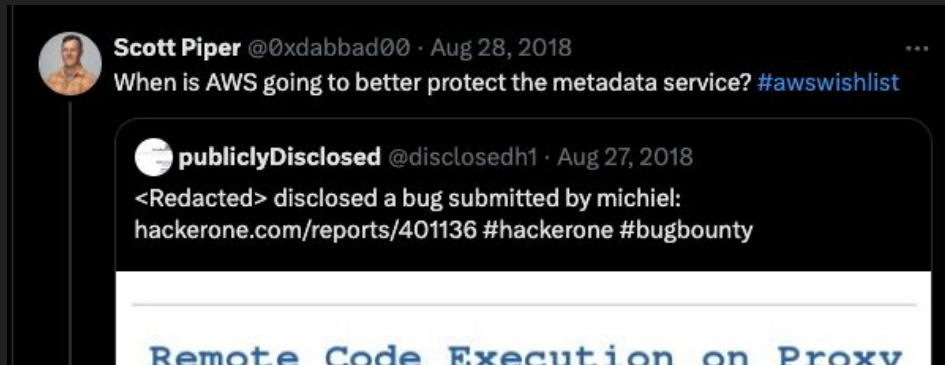 Scott Piper @0xdabbad00 · Aug 28, 2018
When is AWS going to better protect the metadata service? #awswishlist
publiclyDisclosed @disclosedh1 · Aug 27, 2018
<Redacted> disclosed a bug submitted by michiel:
hackerone.com/reports/401136 #hackerone #bugbounty
Remote Code Execution on Proxy